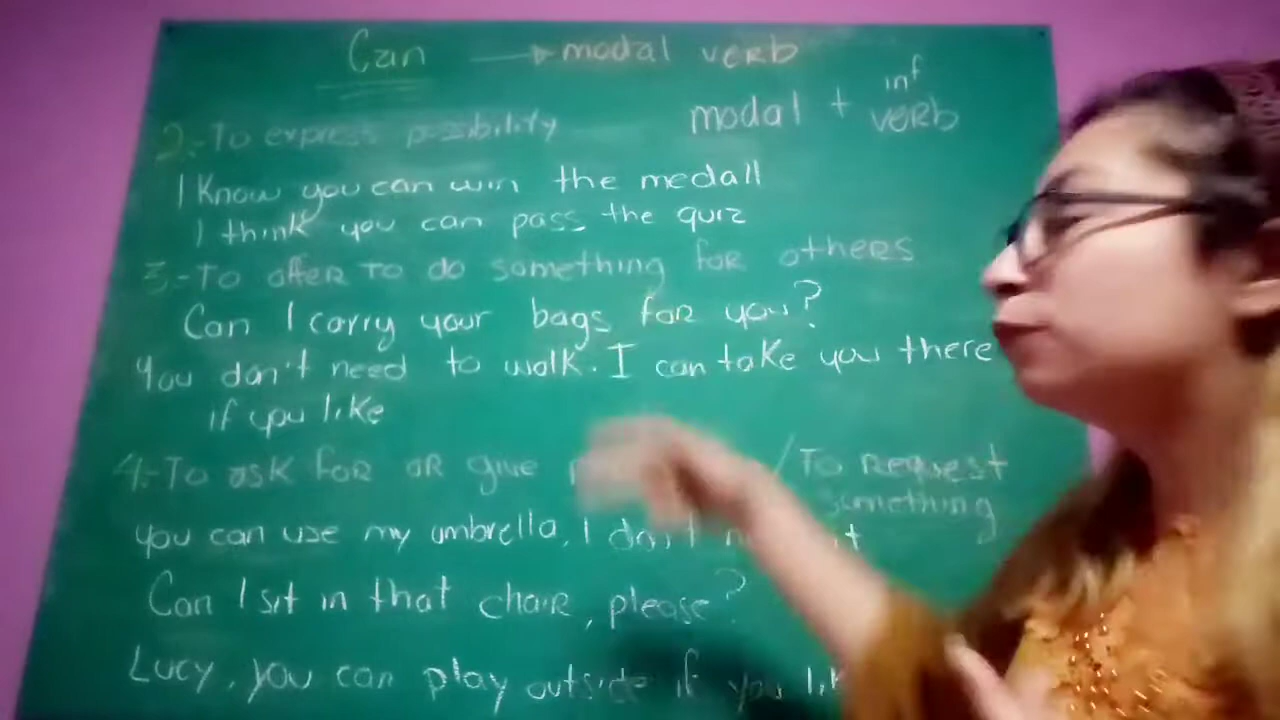 Can → modal verb
modal + inf verb
2.- To express possibility
I Know you can win the medall
I think you can pass the quiz
3.- To offer to do something for others
Can I carry your bags for you?
You don't need to walk. I can take you there
if you like
4.- To ask for or give / To Request
something
you can use my umbrella, I don't it
Can I sit in that chair, please?
Lucy, you can play outside if you